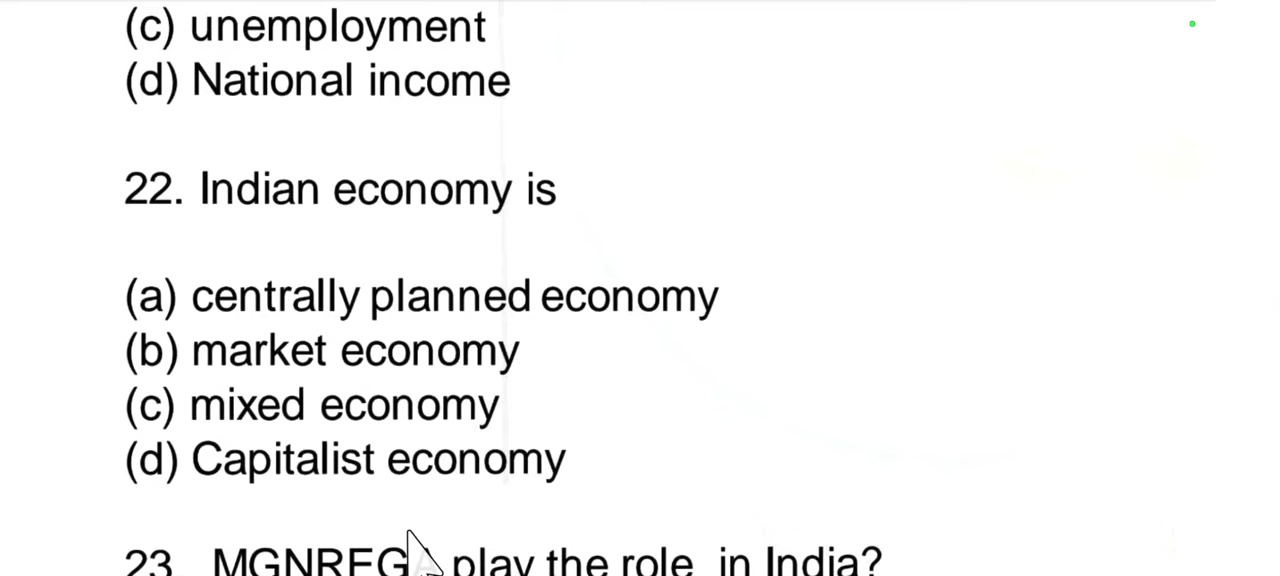 (c) unemployment
(d) National income
22. Indian economy is
(a) centrally planned economy
(b) market economy
(c) mixed economy
(d) Capitalist economy
23. MGNREGA play the role in India?